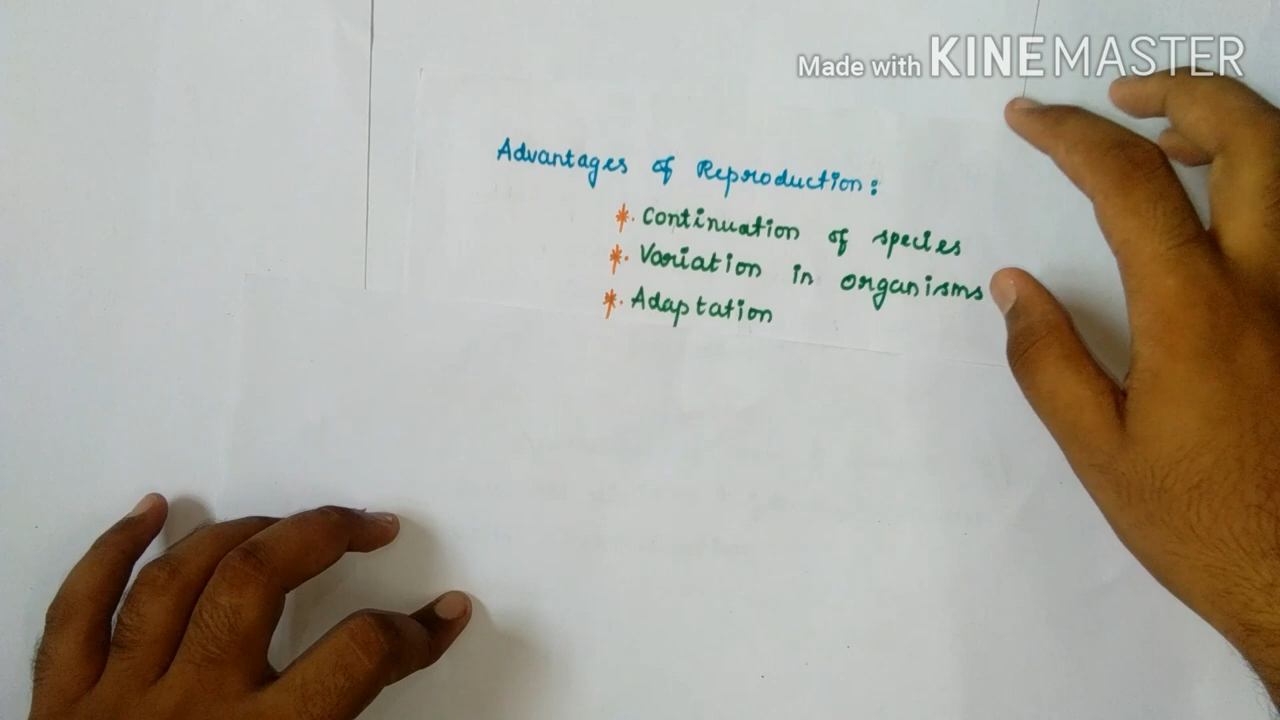 Made with KINEMASTER
Advantages of Reproduction:
*. Continuation of species
*. Variation in organisms
*. Adaptation